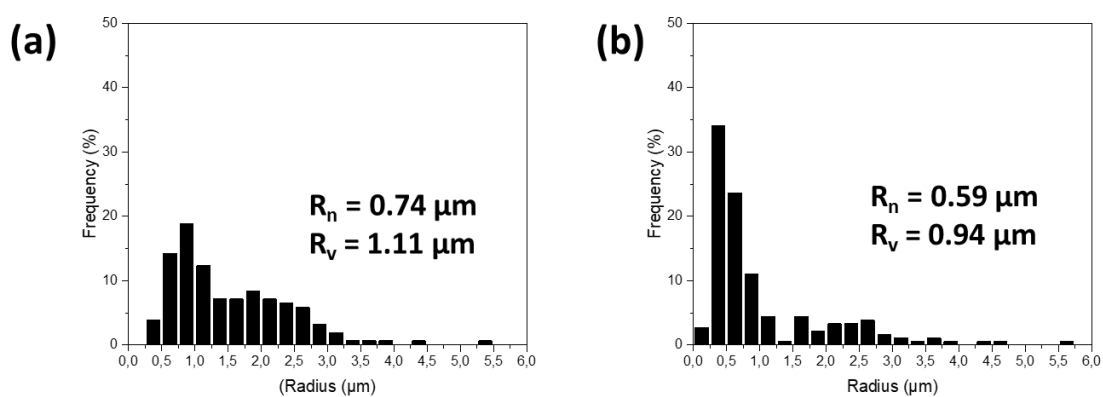 (a)
50
40
30
20
10
0
Frequency (%)
Rn = 0.74 µm
Rv = 1.11 µm
0,0 0,5 1,0 1,5 2,0 2,5 3,0 3,5 4,0 4,5 5,0 5,5 6,0
(Radius (µm)
(b)
50
40
30
20
10
0
Frequency (%)
Rn = 0.59 µm
Rv = 0.94 µm
0,0 0,5 1,0 1,5 2,0 2,5 3,0 3,5 4,0 4,5 5,0 5,5 6,0
Radius (µm)